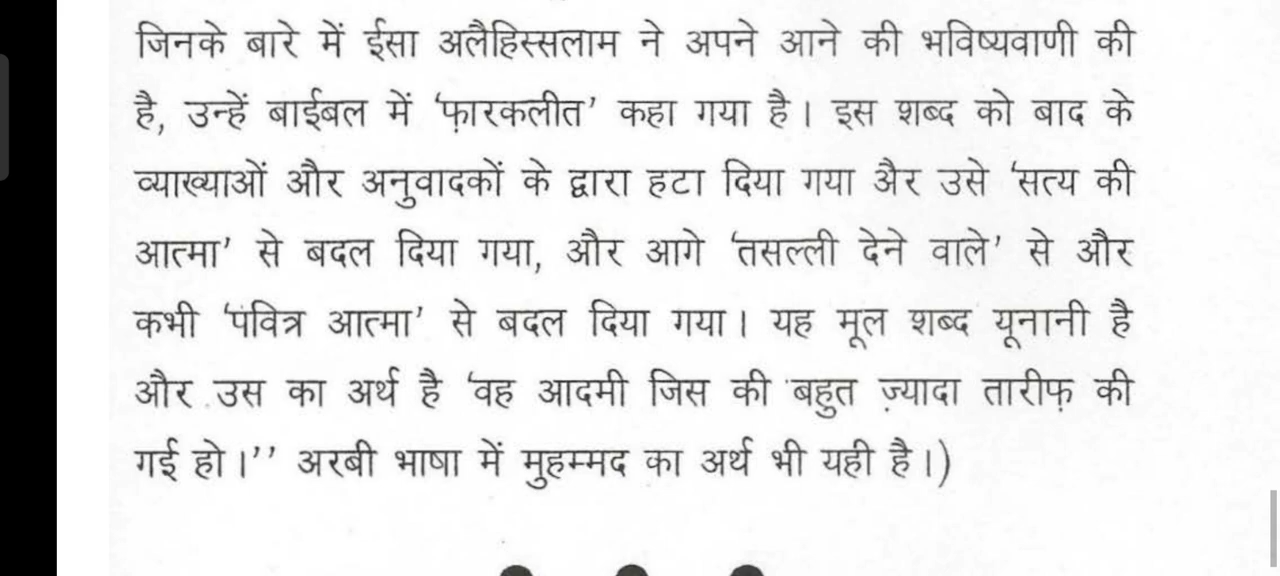 जिनके बारे में ईसा अलैहिस्सलाम ने अपने आने की भविष्यवाणी की
है, उन्हें बाईबल में ‘फ़ारकलीत’ कहा गया है। इस शब्द को बाद के
व्याख्याओं और अनुवादकों के द्वारा हटा दिया गया अैर उसे ‘सत्य की
आत्मा’ से बदल दिया गया, और आगे ‘तसल्ली देने वाले’ से और
कभी ‘पवित्र आत्मा’ से बदल दिया गया। यह मूल शब्द यूनानी है
और उस का अर्थ है ‘वह आदमी जिस की बहुत ज़्यादा तारीफ़ की
गई हो।’’ अरबी भाषा में मुहम्मद का अर्थ भी यही है।)